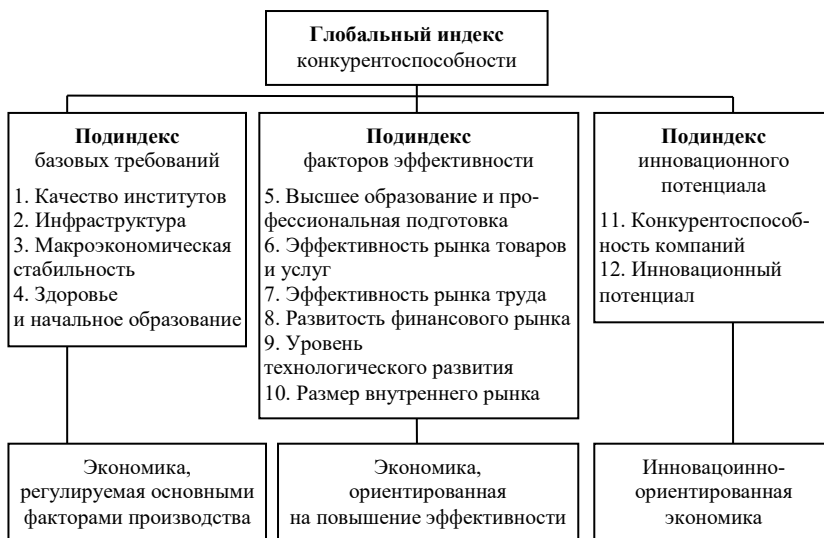 Глобальный индекс
конкурентоспособности
Подиндекс
базовых требований
1. Качество институтов
2. Инфраструктура
3. Макроэкономическая
стабильность
4. Здоровье
и начальное образование
Подиндекс
факторов эффективности
5. Высшее образование и про-
фессиональная подготовка
6. Эффективность рынка товаров
и услуг
7. Эффективность рынка труда
8. Развитость финансового рынка
9. Уровень
технологического развития
10. Размер внутреннего рынка
Подиндекс
инновационного
потенциала
11. Конкурентоспособ-
ность компаний
12. Инновационный
потенциал
Экономика,
регулируемая основными
факторами производства
Экономика,
ориентированная
на повышение эффективности
Инновацоинно-
ориентированная
экономика